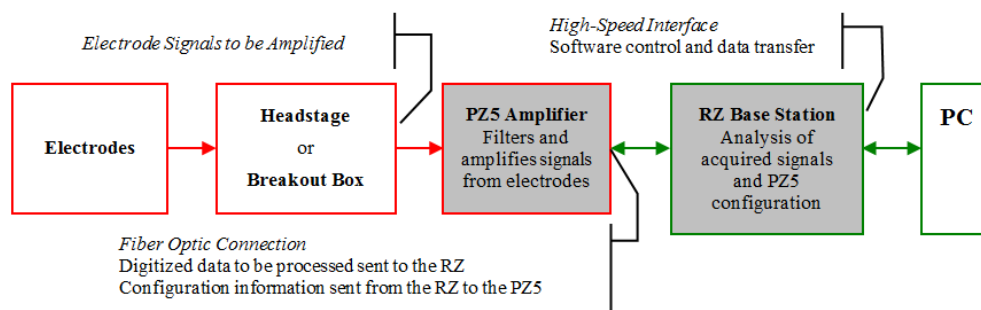 Electrode Signals to be Amplified
High-Speed Interface
Software control and data transfer
Electrodes
Headstage
or
Breakout Box
PZ5 Amplifier
Filters and
amplifies signals
from electrodes
RZ Base Station
Analysis of
acquired signals
and PZ5
configuration
PC
Fiber Optic Connection
Digitized data to be processed sent to the RZ
Configuration information sent from the RZ to the PZ5